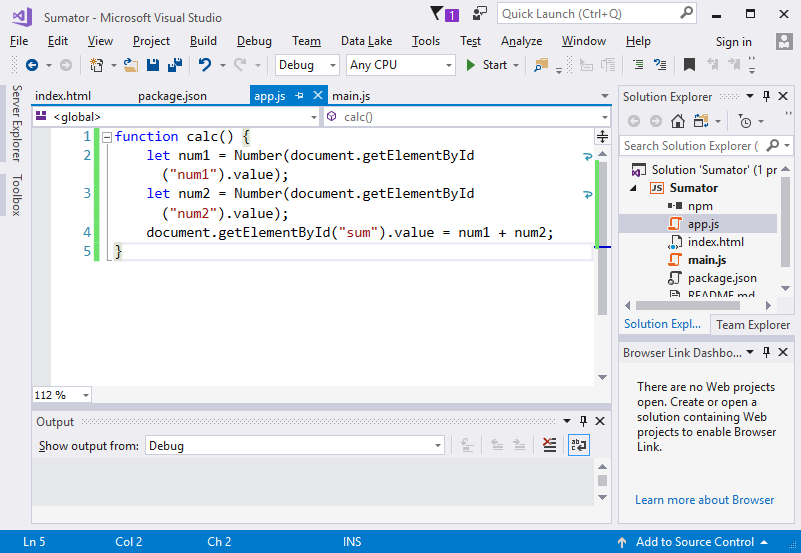 Sumator - Microsoft Visual Studio
1
Quick Launch (Ctrl+Q)
File Edit View Project Build Debug Team Data Lake Tools Test Analyze Window Help Sign in
Debug Any CPU Start
Server Explorer
Toolbox
index.html package.json app.js main.js
<global> calc()
1 function calc() {
2 let num1 = Number(document.getElementById
("num1").value);
3 let num2 = Number(document.getElementById
("num2").value);
4 document.getElementById("sum").value = num1 + num2;
5 }
112 %
Output
Show output from: Debug
Solution Explorer
Search Solution Explorer
Solution 'Sumator' (1 pr
JS Sumator
npm
app.js
index.html
main.js
package.json
README.md
Solution Expl... Team Explorer
Browser Link Dashbo...
There are no Web projects
open. Create or open a
solution containing Web
projects to enable Browser
Link.
Learn more about Browser
Ln 5 Col 2 Ch 2 INS Add to Source Control